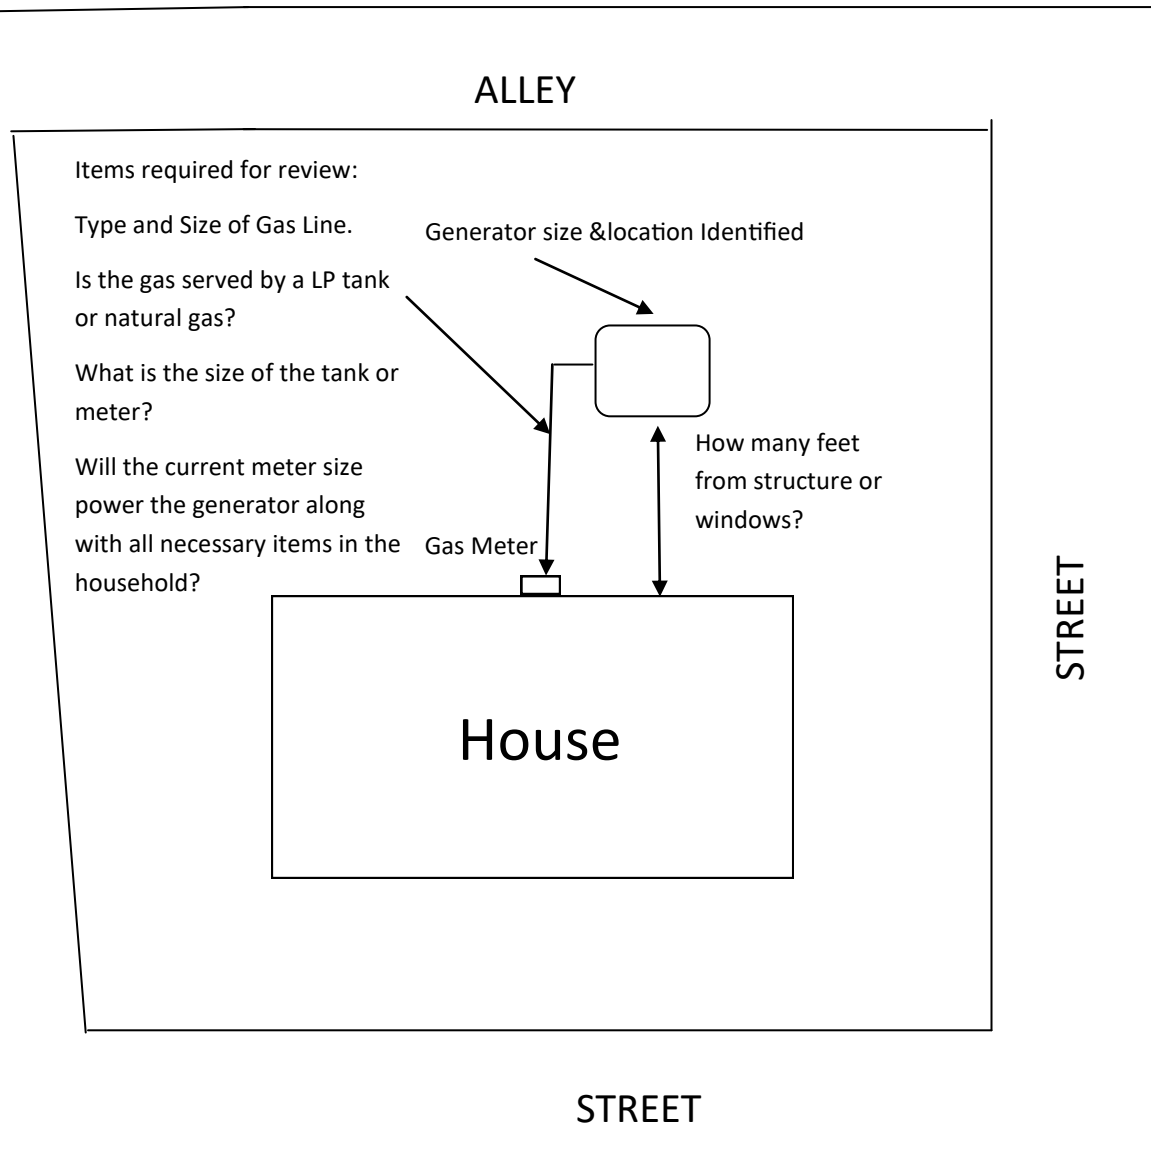 ALLEY
Items required for review:
Type and Size of Gas Line.
Is the gas served by a LP tank
or natural gas?
What is the size of the tank or
meter?
Will the current meter size
power the generator along
with all necessary items in the
household?
Generator size &location Identified
How many feet
from structure or
windows?
Gas Meter
House
STREET
STREET